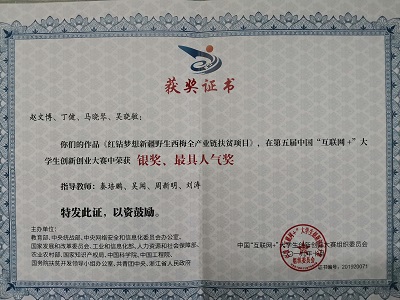 获奖证书
赵文博、丁健、马晓华、吴晓敏：
你们的作品《红钻梦想新疆野生西梅全产业链扶贫项目》，在第五届中国“互联网+”大
学生创新创业大赛中荣获 银奖、最具人气奖
指导教师：秦培鹏、吴渊、周新明、刘涛
特发此证，以资鼓励。
主办单位：
教育部、中央统战部、中央网络安全和信息化委员会办公室、
国家发展和改革委员会、工业和信息化部、人力资源和社会保障部、
农业农村部、国家知识产权局、中国科学院、中国工程院、
国务院扶贫开发领导小组办公室、共青团中央、浙江省人民政府
中国“互联网+”大学生创新创业大赛组织委员会
证书编号：201920071